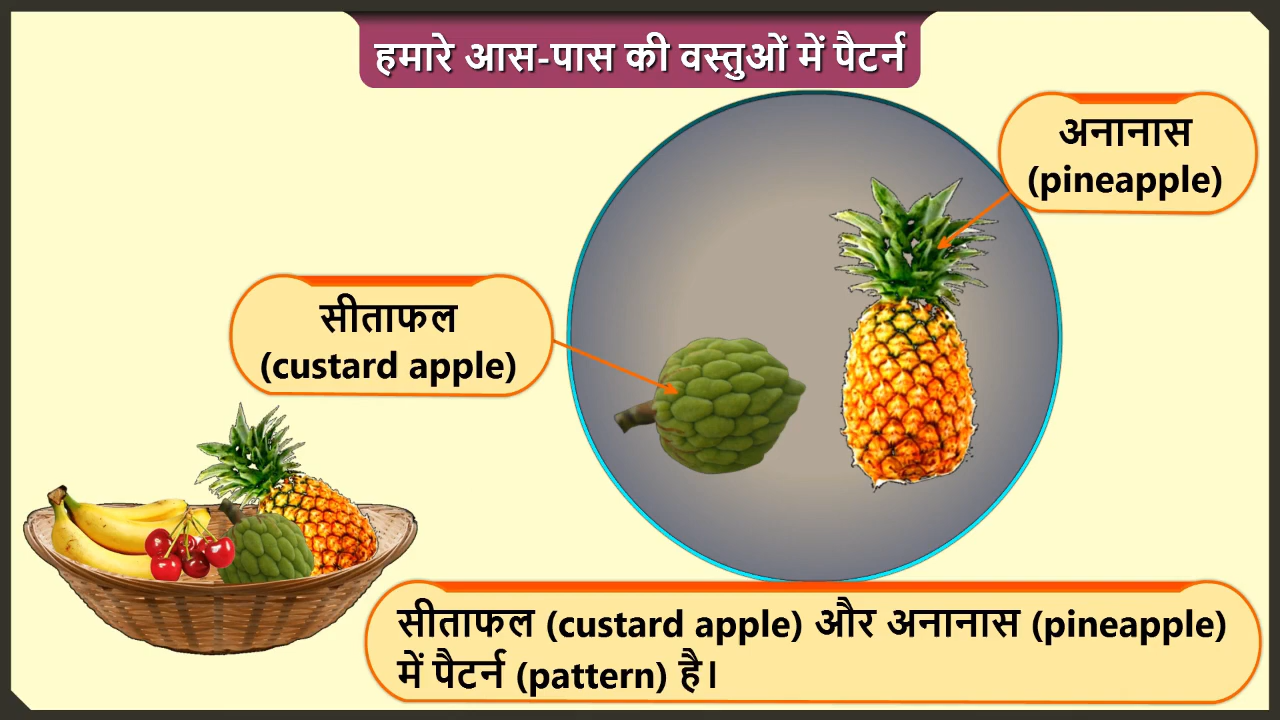 हमारे आस-पास की वस्तुओं में पैटर्न
अनानास
(pineapple)
सीताफल
(custard apple)
सीताफल (custard apple) और अनानास (pineapple)
में पैटर्न (pattern) है।